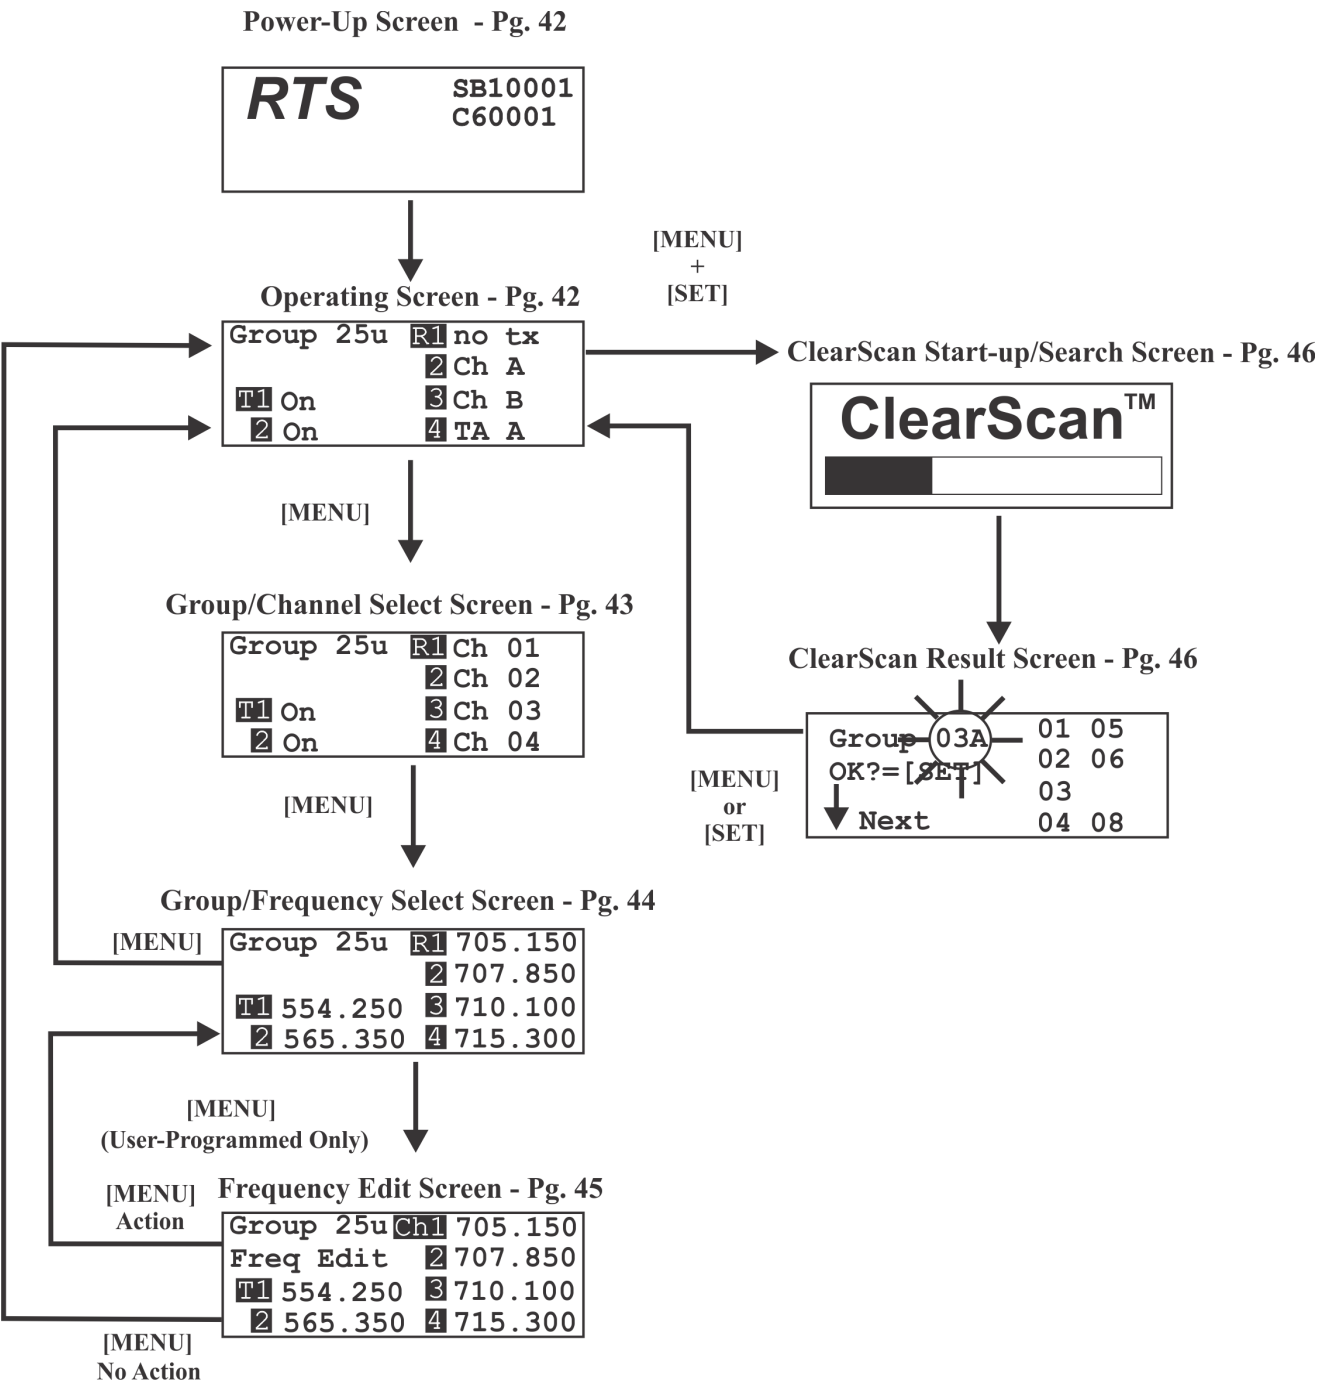 Power-Up Screen - Pg. 42
RTS SB10001
C60001
[MENU]
+
[SET]
Operating Screen - Pg. 42
Group 25u R1 no tx
2 Ch A
T1 On 3 Ch B
2 On 4 TA A
ClearScan Start-up/Search Screen - Pg. 46
ClearScan™
[MENU]
Group/Channel Select Screen - Pg. 43
Group 25u R1 Ch 01
2 Ch 02
T1 On 3 Ch 03
2 On 4 Ch 04
ClearScan Result Screen - Pg. 46
Group 03A 01 05
OK?=[SET] 02 06
03
Next 04 08
[MENU]
or
[SET]
[MENU]
Group/Frequency Select Screen - Pg. 44
[MENU]
Group 25u R1 705.150
2 707.850
T1 554.250 3 710.100
2 565.350 4 715.300
[MENU]
(User-Programmed Only)
Frequency Edit Screen - Pg. 45
[MENU]
Action
Group 25u Ch1 705.150
Freq Edit 2 707.850
T1 554.250 3 710.100
2 565.350 4 715.300
[MENU]
No Action